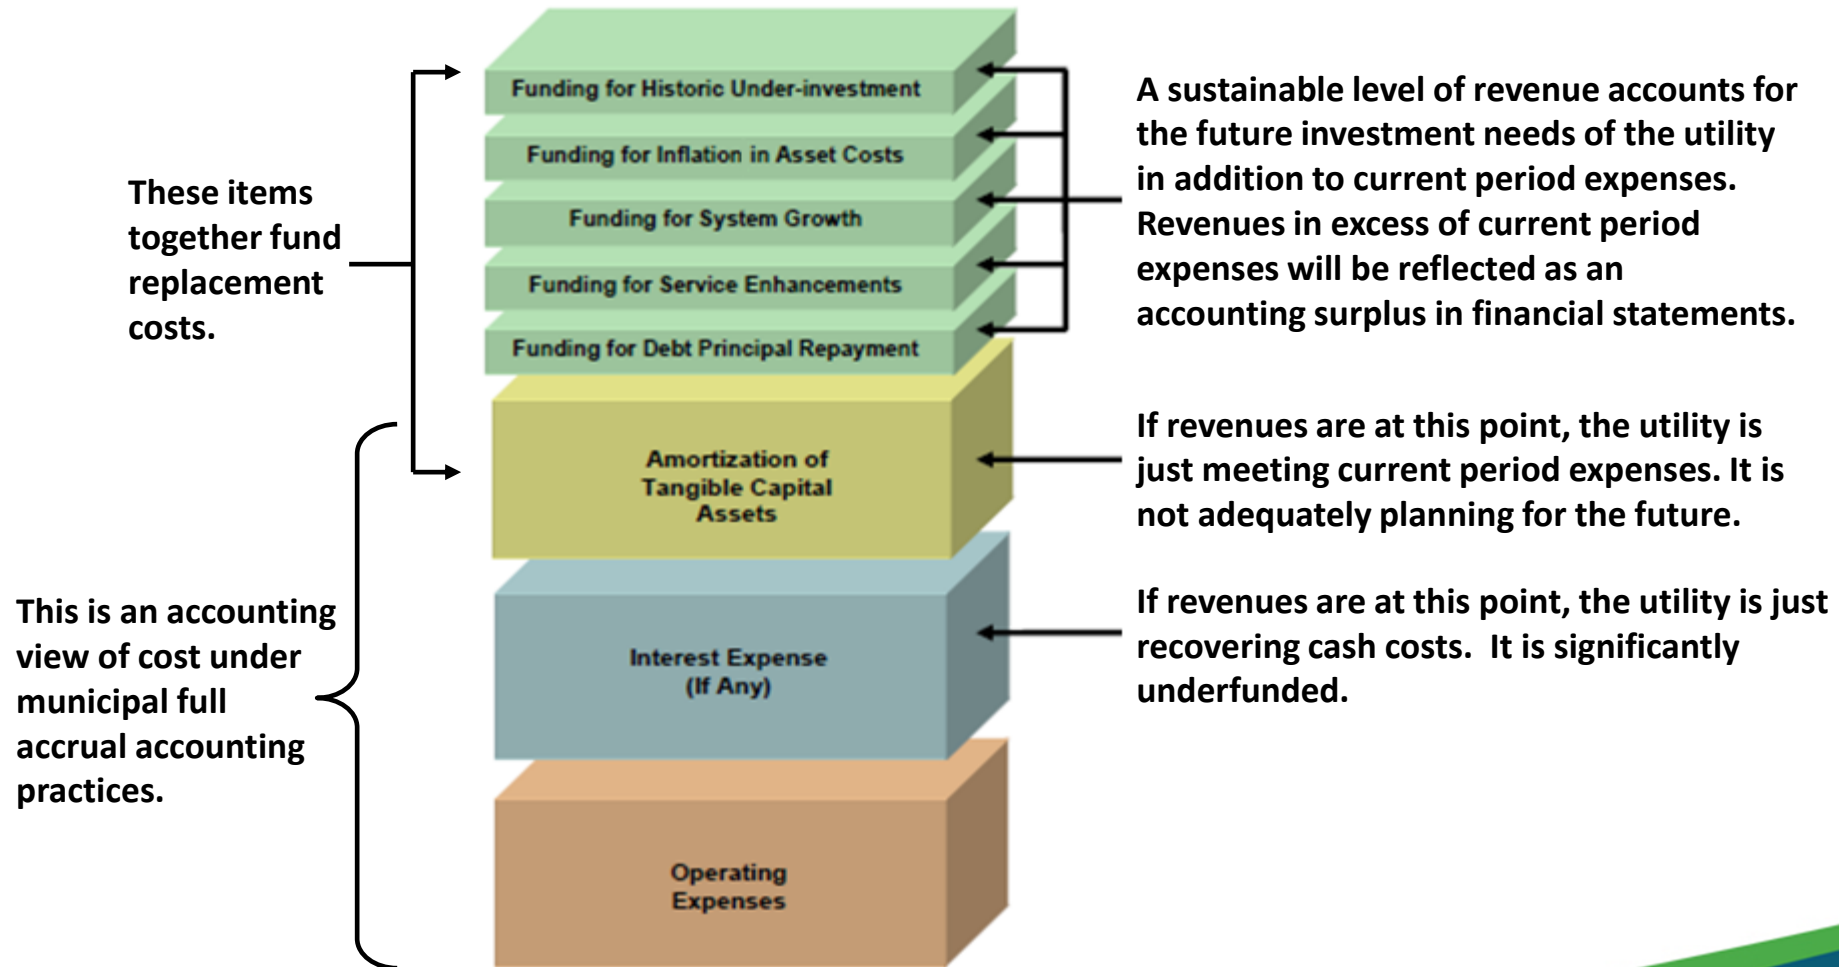 Funding for Historic Under-investment
Funding for Inflation in Asset Costs
Funding for System Growth
Funding for Service Enhancements
Funding for Debt Principal Repayment
Amortization of
Tangible Capital
Assets
Interest Expense
(If Any)
Operating
Expenses
These items
together fund
replacement
costs.
This is an accounting
view of cost under
municipal full
accrual accounting
practices.
A sustainable level of revenue accounts for
the future investment needs of the utility
in addition to current period expenses.
Revenues in excess of current period
expenses will be reflected as an
accounting surplus in financial statements.
If revenues are at this point, the utility is
just meeting current period expenses. It is
not adequately planning for the future.
If revenues are at this point, the utility is just
recovering cash costs.  It is significantly
underfunded.